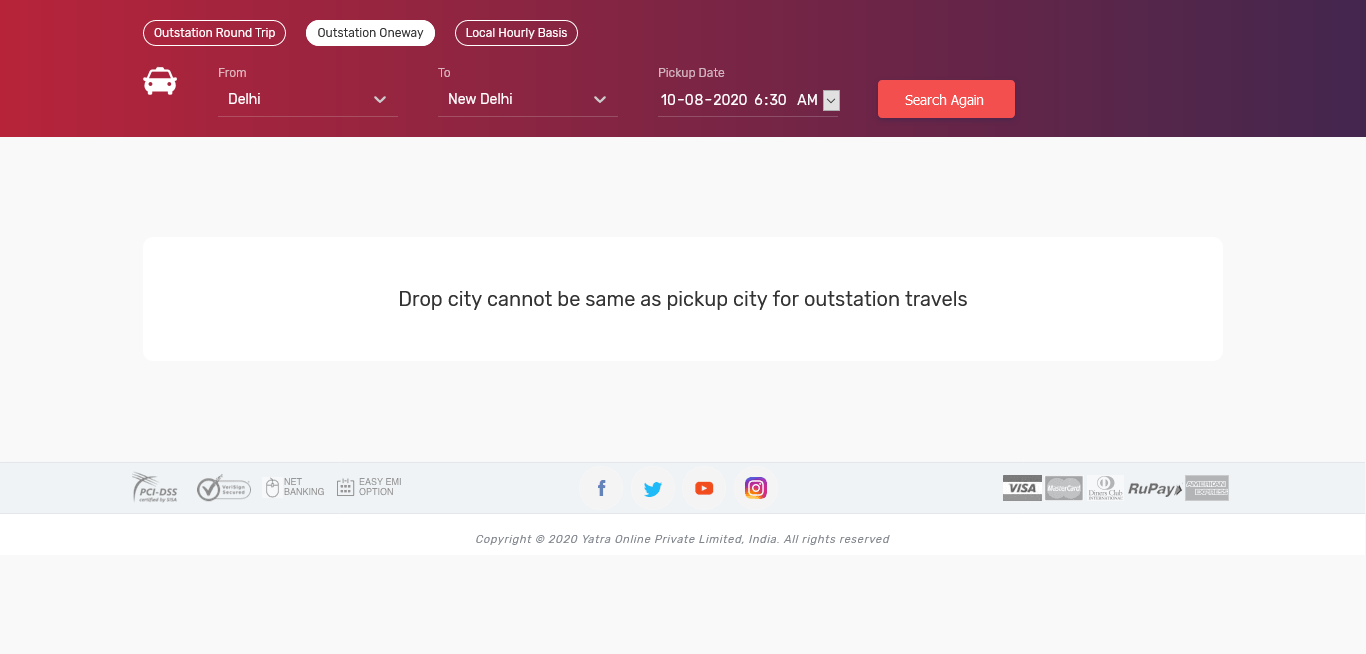 Outstation Round Trip
Outstation Oneway
Local Hourly Basis
From
To
Pickup Date
Delhi
New Delhi
10-08-2020 6:30 AM
Search Again
Drop city cannot be same as pickup city for outstation travels
PCI-DSS
certified by SISA
VeriSign
Secured
NET
BANKING
EASY EMI
OPTION
VISA
MasterCard
Diners Club
INTERNATIONAL
RuPay
AMERICAN
EXPRESS
Copyright © 2020 Yatra Online Private Limited, India. All rights reserved